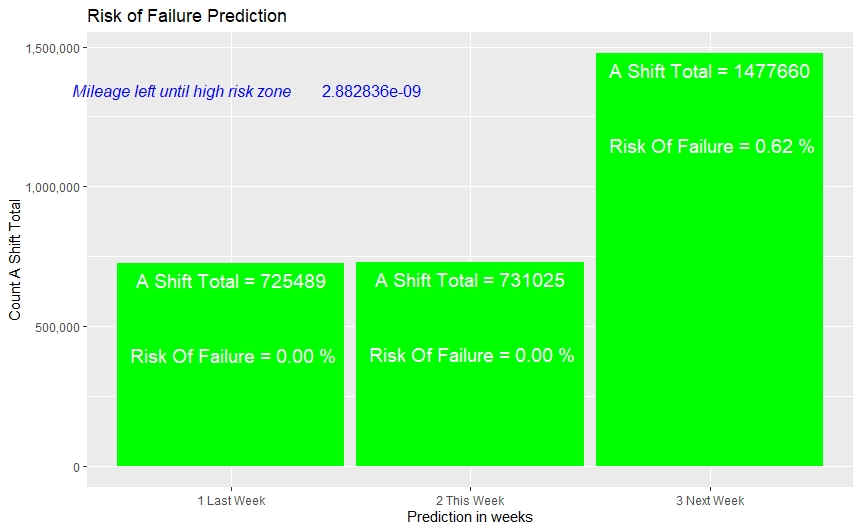 Risk of Failure Prediction
1,500,000
A Shift Total = 1477660
Mileage left until high risk zone 2.882836e-09
Risk Of Failure = 0.62 %
1,000,000
Count A Shift Total
A Shift Total = 725489
A Shift Total = 731025
500,000
Risk Of Failure = 0.00 %
Risk Of Failure = 0.00 %
0
1 Last Week
2 This Week
3 Next Week
Prediction in weeks